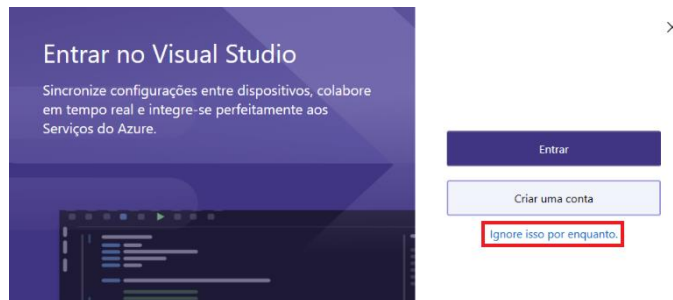 Entrar no Visual Studio
Sincronize configurações entre dispositivos, colabore
em tempo real e integre-se perfeitamente aos
Serviços do Azure.
Entrar
Criar uma conta
Ignore isso por enquanto.